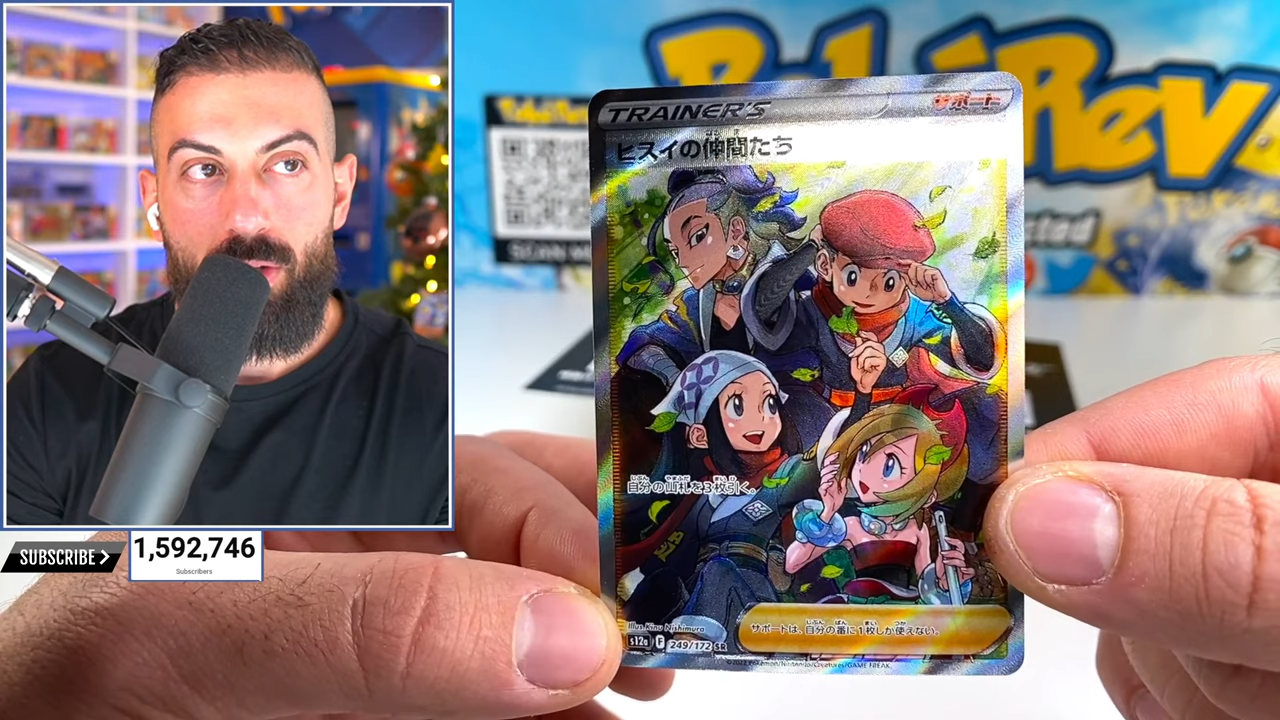 PokiRev
TRAINER'S
サポート
ヒスイの仲間たち
自分の山札を3枚引く。
サポートは、自分の番に1枚しか使えない。
Illus. Kinu Nishimura
s12a F 249/172 SR
©2022 Pokémon/Nintendo/Creatures/GAME FREAK.
SUBSCRIBE >
1,592,746
Subscribers